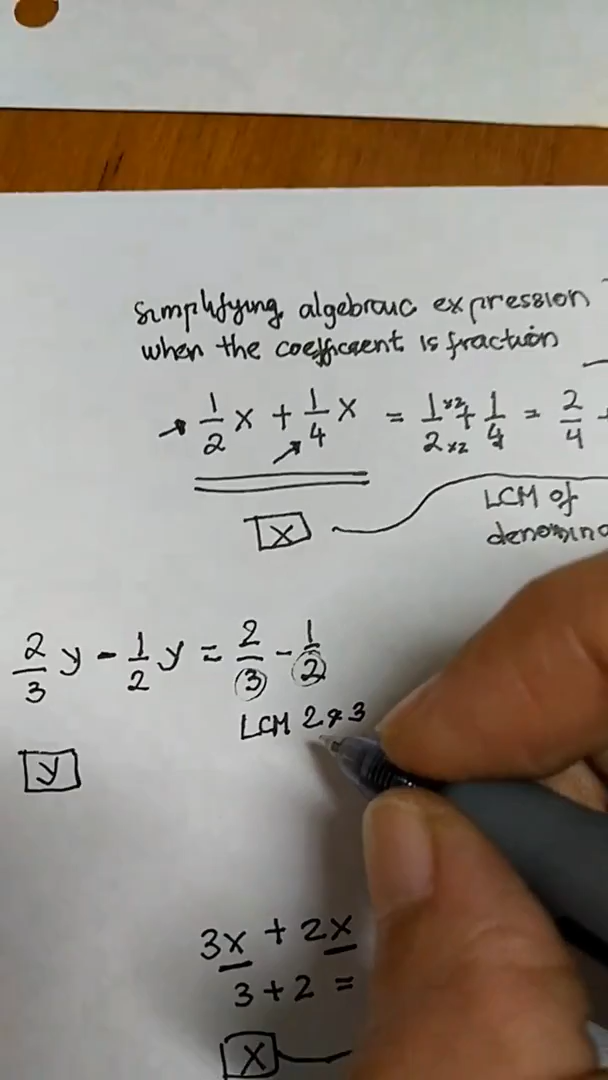 Simplifying algebraic expression
when the coefficient is fraction
1/2 x + 1/4 x = 1×2/2×2 + 1/4 = 2/4 +
x
LCM of
denomin
2/3 y - 1/2 y = 2/3 - 1/2
LCM 2 & 3
y
3x + 2x
3 + 2 =
x